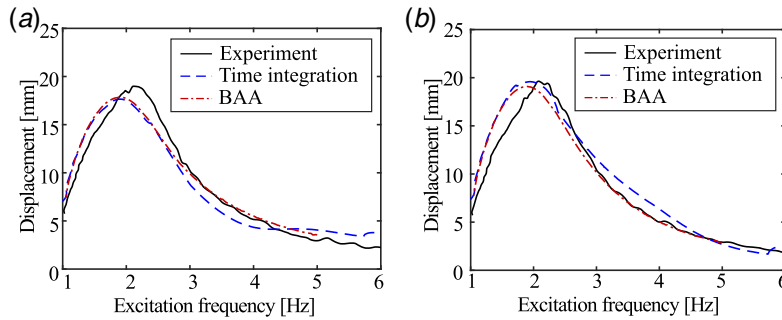 (a)
Displacement [mm]
25
20
15
10
5
0
Experiment
Time integration
BAA
1 2 3 4 5 6
Excitation frequency [Hz]
(b)
Displacement [mm]
25
20
15
10
5
0
Experiment
Time integration
BAA
1 2 3 4 5 6
Excitation frequency [Hz]